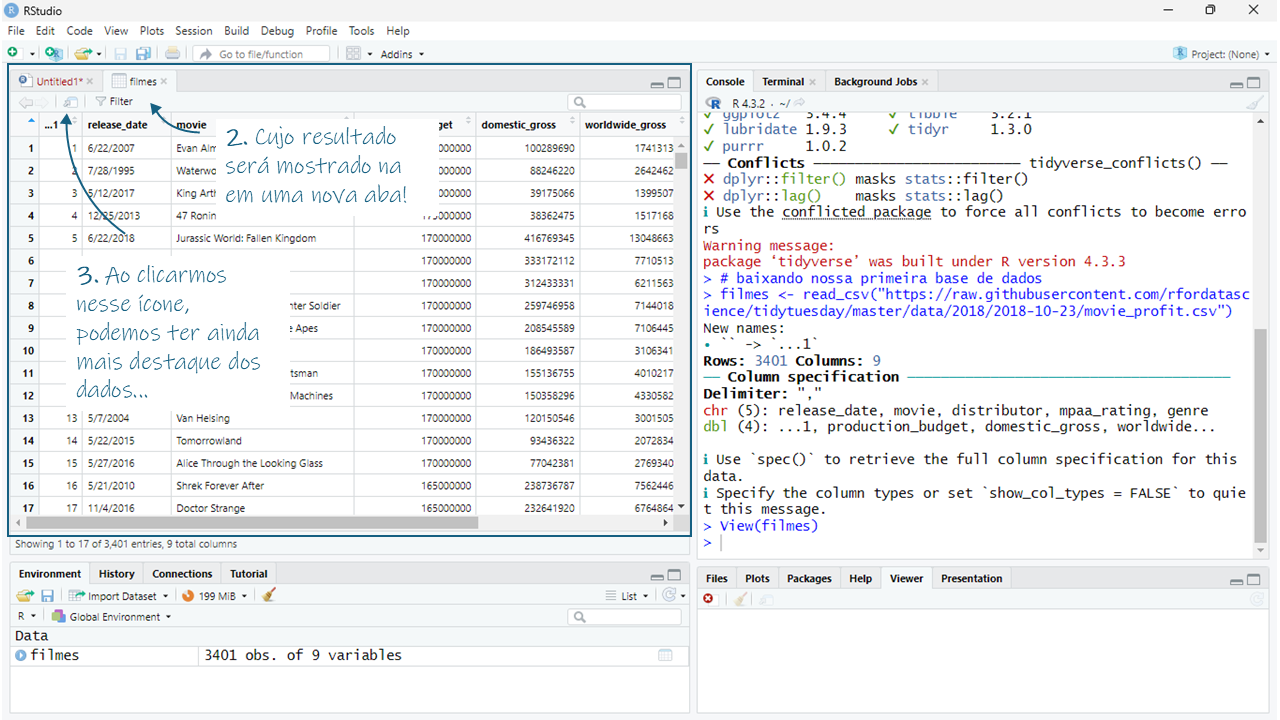 RStudio
File Edit Code View Plots Session Build Debug Profile Tools Help
Go to file/function Addins Project: (None)
Untitled1* filmes
Filter
...1 release_date movie get domestic_gross worldwide_gross
1 1 6/22/2007 Evan Alm 000000 100289690 1741313
2 2 7/28/1995 Waterwo 000000 88246220 2642462
3 3 5/12/2017 King Arth 000000 39175066 1399507
4 4 12/25/2013 47 Ronin 000000 38362475 1517168
5 5 6/22/2018 Jurassic World: Fallen Kingdom 170000000 416769345 13048663
6 170000000 333172112 7710513
7 170000000 312433331 6211563
8 nter Soldier 170000000 259746958 7144018
9 e Apes 170000000 208545589 7106445
10 170000000 186493587 3106341
11 tsman 170000000 155136755 4010217
12 Machines 170000000 150358296 4330582
13 13 5/7/2004 Van Helsing 170000000 120150546 3001505
14 14 5/22/2015 Tomorrowland 170000000 93436322 2072834
15 15 5/27/2016 Alice Through the Looking Glass 170000000 77042381 2769340
16 16 5/21/2010 Shrek Forever After 165000000 238736787 7562446
17 17 11/4/2016 Doctor Strange 165000000 232641920 6764864
2. Cujo resultado
será mostrado na
em uma nova aba!
3. Ao clicarmos
nesse ícone,
podemos ter ainda
mais destaque dos
dados...
Showing 1 to 17 of 3,401 entries, 9 total columns
Environment History Connections Tutorial
Import Dataset 199 MiB List
R Global Environment
Data
filmes 3401 obs. of 9 variables
Console Terminal Background Jobs
R 4.3.2 · ~/
✓ ggplot2 3.4.4 ✓ tibble 3.2.1
✓ lubridate 1.9.3 ✓ tidyr 1.3.0
✓ purrr 1.0.2
── Conflicts ────────── tidyverse_conflicts() ──
✖ dplyr::filter() masks stats::filter()
✖ dplyr::lag() masks stats::lag()
ℹ Use the conflicted package to force all conflicts to become erro
rs
Warning message:
package ‘tidyverse’ was built under R version 4.3.3
> # baixando nossa primeira base de dados
> filmes <- read_csv("https://raw.githubusercontent.com/rfordatasc
ience/tidytuesday/master/data/2018/2018-10-23/movie_profit.csv")
New names:
• `` -> `...1`
Rows: 3401 Columns: 9
── Column specification ──────────
Delimiter: ","
chr (5): release_date, movie, distributor, mpaa_rating, genre
dbl (4): ...1, production_budget, domestic_gross, worldwide...
ℹ Use `spec()` to retrieve the full column specification for this
data.
ℹ Specify the column types or set `show_col_types = FALSE` to quie
t this message.
> View(filmes)
>
Files Plots Packages Help Viewer Presentation